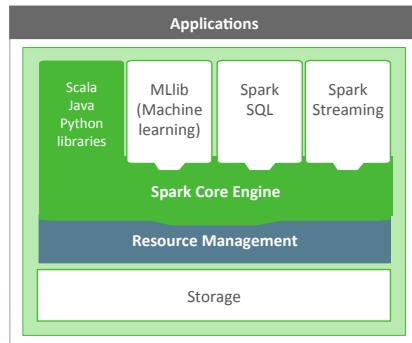 Applications
Scala
Java
Python
libraries
MLlib
(Machine
learning)
Spark
SQL
Spark
Streaming
Spark Core Engine
Resource Management
Storage